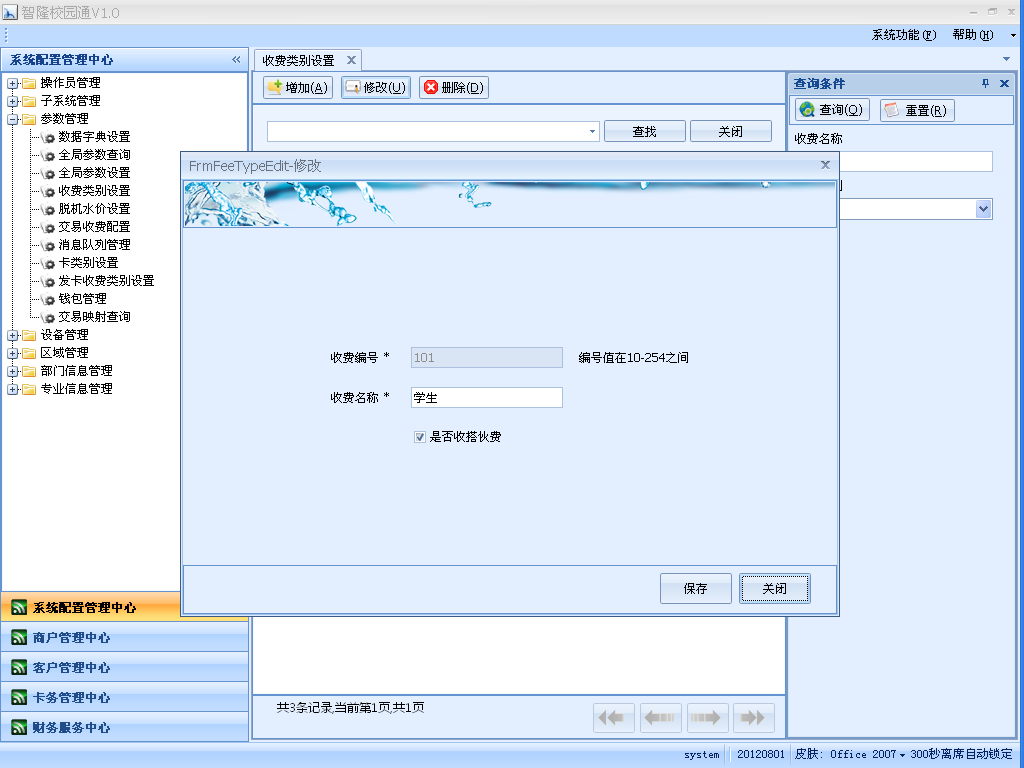 智隆校园通V1.0
系统功能(F) 帮助(H)
系统配置管理中心
操作员管理
子系统管理
参数管理
数据字典设置
全局参数查询
全局参数设置
收费类别设置
脱机水价设置
交易收费配置
消息队列管理
卡类别设置
发卡收费类别设置
钱包管理
交易映射查询
设备管理
区域管理
部门信息管理
专业信息管理
系统配置管理中心
商户管理中心
客户管理中心
卡务管理中心
财务服务中心
收费类别设置
增加(A) 修改(U) 删除(D)
查找 关闭
查询条件
查询(Q) 重置(R)
收费名称
FrmFeeTypeEdit-修改
收费编号 * 101 编号值在10-254之间
收费名称 * 学生
是否收搭伙费
保存 关闭
共3条记录,当前第1页,共1页
system 20120801 皮肤: Office 2007 300秒离席自动锁定